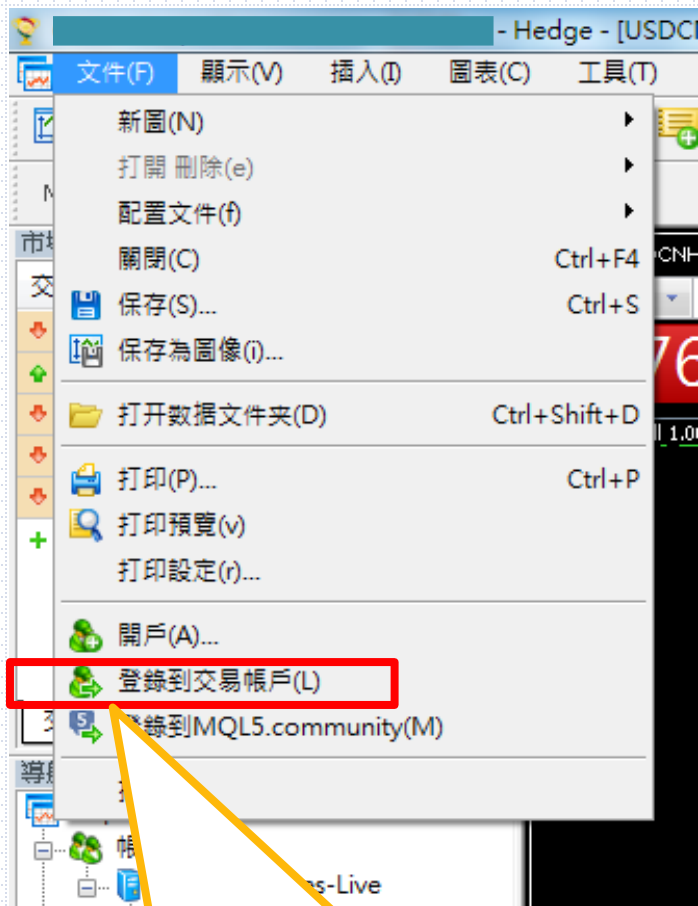 - Hedge - [USDC
文件(F) 顯示(V) 插入(I) 圖表(C) 工具(T)
新圖(N)
打開 刪除(e)
配置文件(f)
關閉(C) Ctrl+F4
CNH
保存(S)... Ctrl+S
保存為圖像(i)...
76
打开数据文件夹(D) Ctrl+Shift+D
1.0
打印(P)... Ctrl+P
打印預覽(v)
打印設定(r)...
開戶(A)...
登錄到交易帳戶(L)
登錄到MQL5.community(M)
s-Live